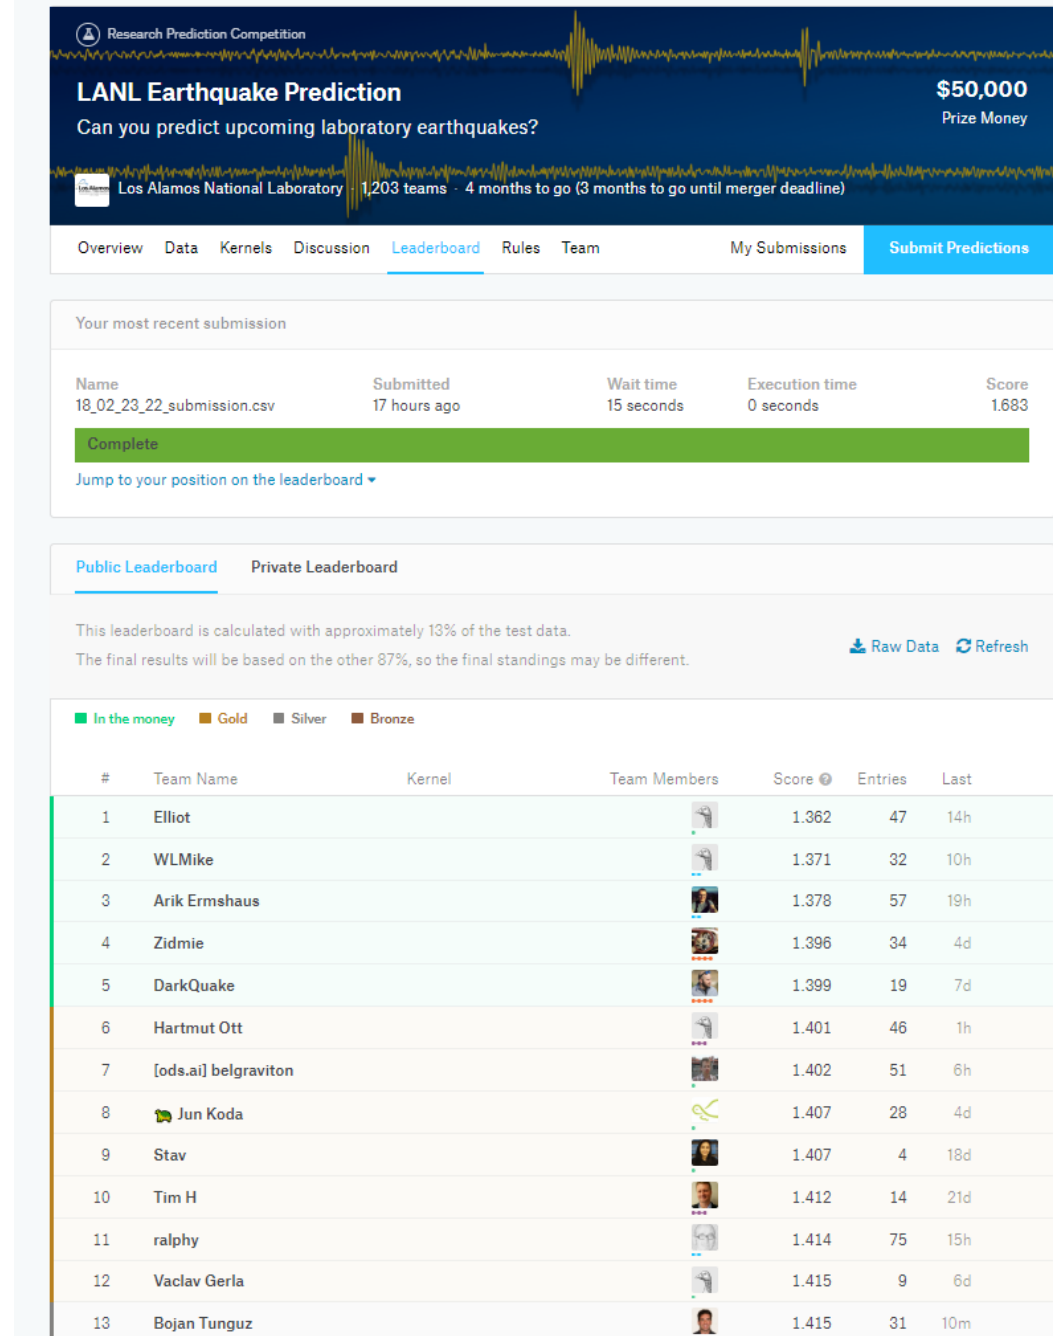 Research Prediction Competition
LANL Earthquake Prediction
$50,000
Can you predict upcoming laboratory earthquakes?
Prize Money
Los Alamos
Los Alamos National Laboratory · 1,203 teams · 4 months to go (3 months to go until merger deadline)
Overview Data Kernels Discussion Leaderboard Rules Team My Submissions Submit Predictions
Your most recent submission
Name Submitted Wait time Execution time Score
18_02_23_22_submission.csv 17 hours ago 15 seconds 0 seconds 1.683
Complete
Jump to your position on the leaderboard
Public Leaderboard Private Leaderboard
This leaderboard is calculated with approximately 13% of the test data.
The final results will be based on the other 87%, so the final standings may be different.
Raw Data Refresh
In the money Gold Silver Bronze
# Team Name Kernel Team Members Score Entries Last
1 Elliot 1.362 47 14h
2 WLMike 1.371 32 10h
3 Arik Ermshaus 1.378 57 19h
4 Zidmie 1.396 34 4d
5 DarkQuake 1.399 19 7d
6 Hartmut Ott 1.401 46 1h
7 [ods.ai] belgraviton 1.402 51 6h
8 🐢 Jun Koda 1.407 28 4d
9 Stav 1.407 4 18d
10 Tim H 1.412 14 21d
11 ralphy 1.414 75 15h
12 Vaclav Gerla 1.415 9 6d
13 Bojan Tunguz 1.415 31 10m